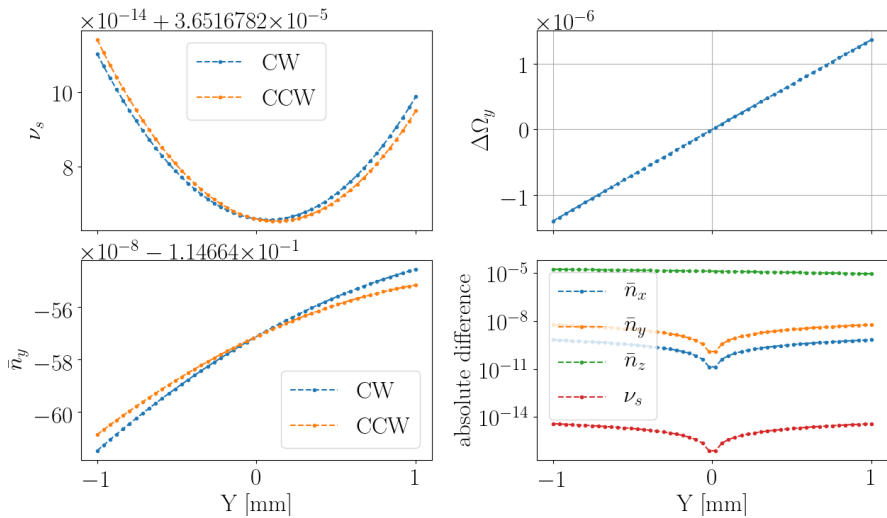 ×10⁻¹⁴ + 3.6516782 × 10⁻⁵
10
8
ν_s
CW
CCW
×10⁻⁶
1
0
−1
ΔΩ_y
×10⁻⁸ − 1.14664×10⁻¹
−56
−58
−60
n̄_y
CW
CCW
−1
0
1
Y [mm]
10⁻⁵
10⁻⁸
10⁻¹¹
10⁻¹⁴
absolute difference
n̄_x
n̄_y
n̄_z
ν_s
−1
0
1
Y [mm]